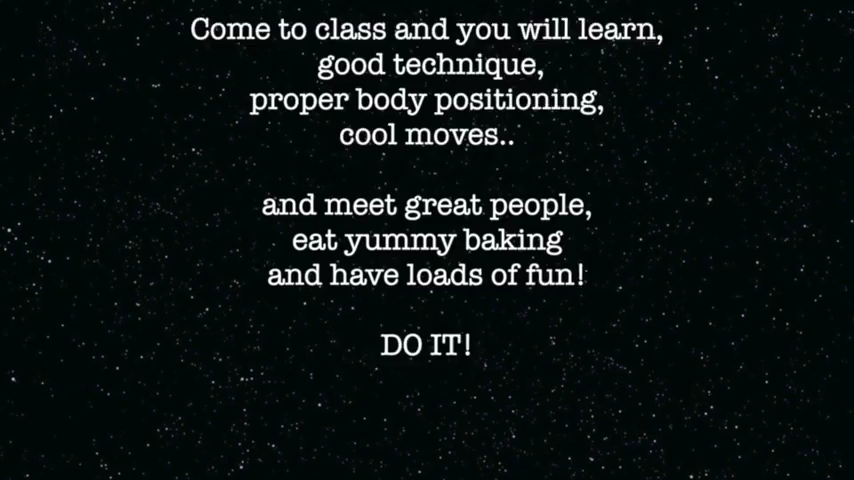 Come to class and you will learn,
good technique,
proper body positioning,
cool moves..
and meet great people,
eat yummy baking
and have loads of fun!
DO IT!